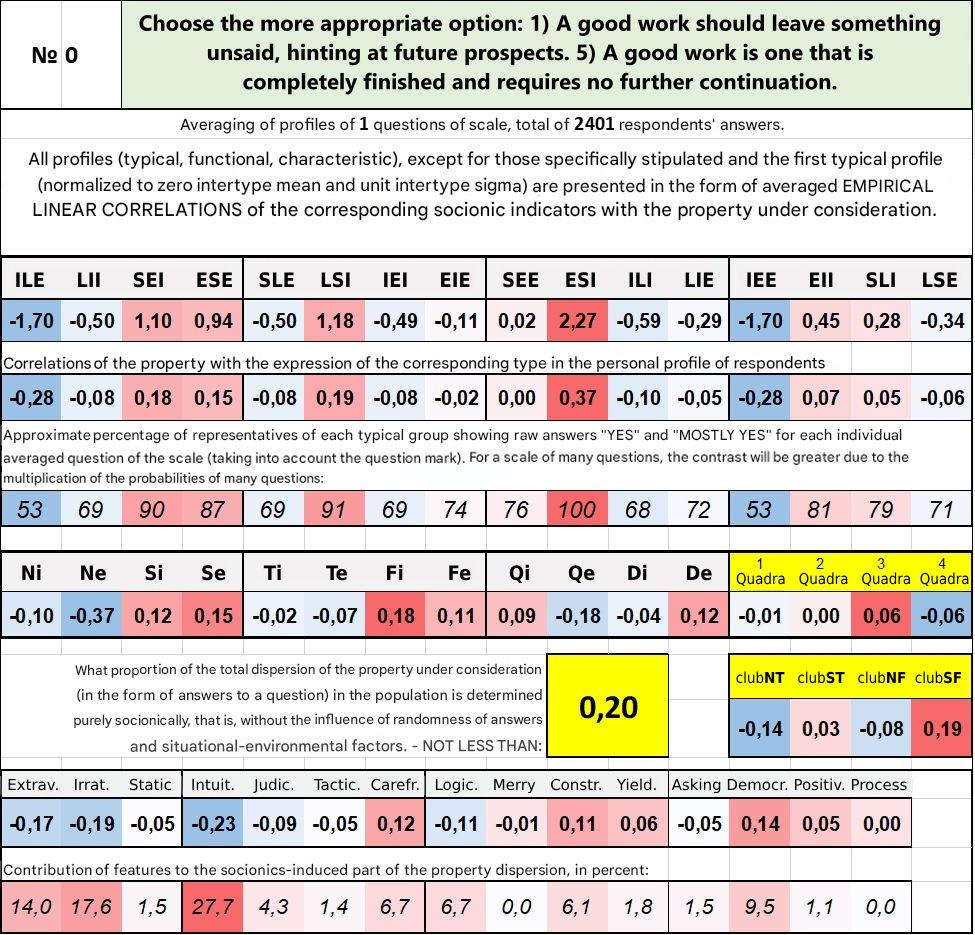 № 0
Choose the more appropriate option: 1) A good work should leave something
unsaid, hinting at future prospects. 5) A good work is one that is
completely finished and requires no further continuation.
Averaging of profiles of 1 questions of scale, total of 2401 respondents' answers.
All profiles (typical, functional, characteristic), except for those specifically stipulated and the first typical profile
(normalized to zero intertype mean and unit intertype sigma) are presented in the form of averaged EMPIRICAL
LINEAR CORRELATIONS of the corresponding socionic indicators with the property under consideration.
ILE LII SEI ESE SLE LSI IEI EIE SEE ESI ILI LIE IEE EII SLI LSE
-1,70 -0,50 1,10 0,94 -0,50 1,18 -0,49 -0,11 0,02 2,27 -0,59 -0,29 -1,70 0,45 0,28 -0,34
Correlations of the property with the expression of the corresponding type in the personal profile of respondents
-0,28 -0,08 0,18 0,15 -0,08 0,19 -0,08 -0,02 0,00 0,37 -0,10 -0,05 -0,28 0,07 0,05 -0,06
Approximate percentage of representatives of each typical group showing raw answers "YES" and "MOSTLY YES" for each individual
averaged question of the scale (taking into account the question mark). For a scale of many questions, the contrast will be greater due to the
multiplication of the probabilities of many questions:
53 69 90 87 69 91 69 74 76 100 68 72 53 81 79 71
Ni Ne Si Se Ti Te Fi Fe Qi Qe Di De 1 Quadra 2 Quadra 3 Quadra 4 Quadra
-0,10 -0,37 0,12 0,15 -0,02 -0,07 0,18 0,11 0,09 -0,18 -0,04 0,12 -0,01 0,00 0,06 -0,06
What proportion of the total dispersion of the property under consideration
(in the form of answers to a question) in the population is determined
purely socionically, that is, without the influence of randomness of answers
and situational-environmental factors. - NOT LESS THAN:
0,20
clubNT clubST clubNF clubSF
-0,14 0,03 -0,08 0,19
Extrav. Irrat. Static Intuit. Judic. Tactic. Carefr. Logic. Merry Constr. Yield. Asking Democr. Positiv. Process
-0,17 -0,19 -0,05 -0,23 -0,09 -0,05 0,12 -0,11 -0,01 0,11 0,06 -0,05 0,14 0,05 0,00
Contribution of features to the socionics-induced part of the property dispersion, in percent:
14,0 17,6 1,5 27,7 4,3 1,4 6,7 6,7 0,0 6,1 1,8 1,5 9,5 1,1 0,0